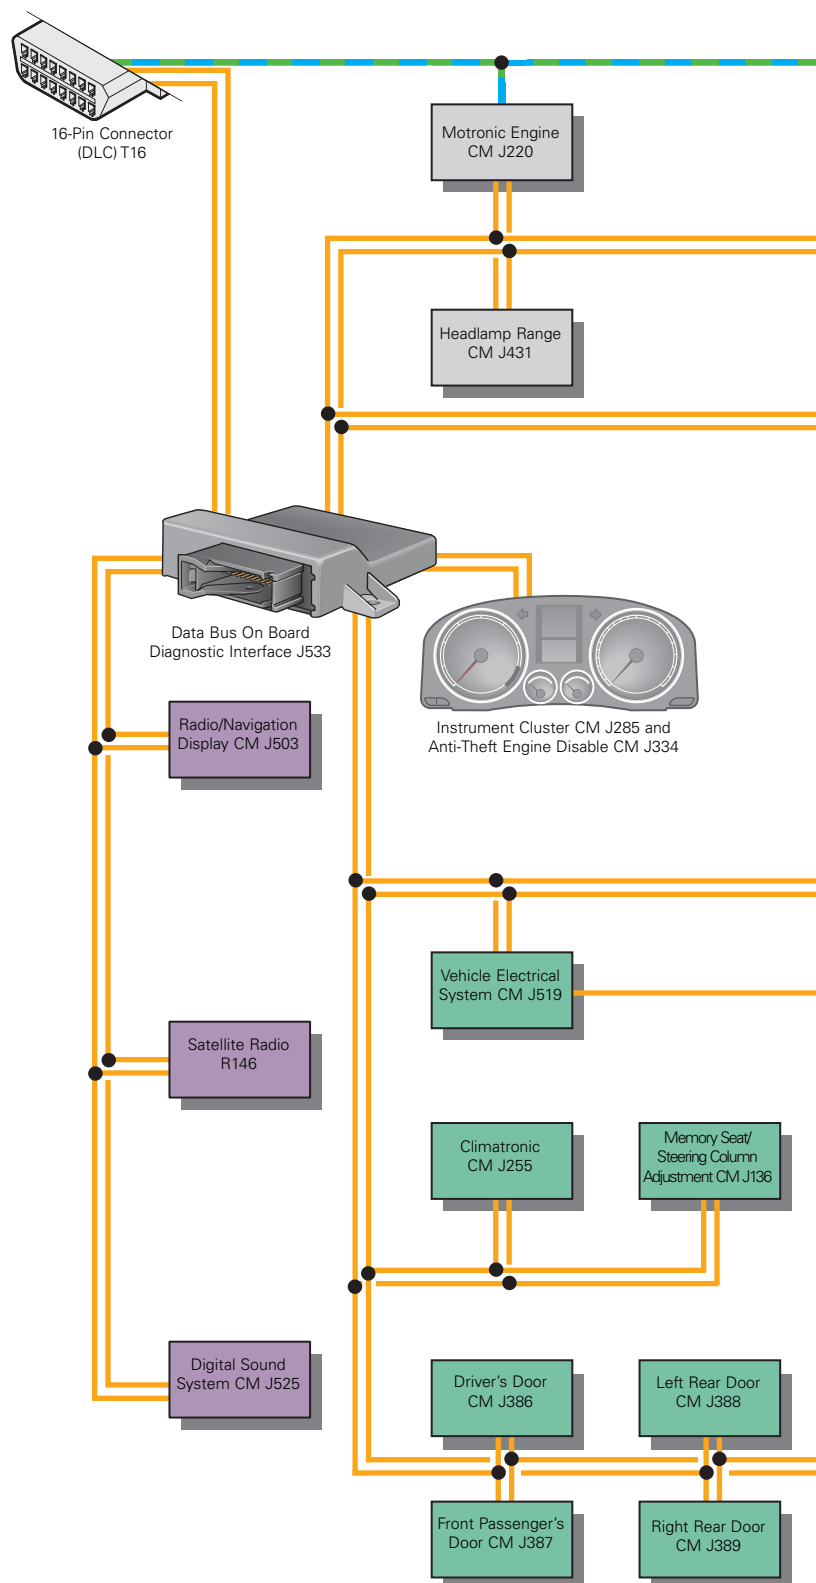 16-Pin Connector
(DLC) T16
Motronic Engine
CM J220
Headlamp Range
CM J431
Data Bus On Board
Diagnostic Interface J533
Instrument Cluster CM J285 and
Anti-Theft Engine Disable CM J334
Radio/Navigation
Display CM J503
Vehicle Electrical
System CM J519
Satellite Radio
R146
Climatronic
CM J255
Memory Seat/
Steering Column
Adjustment CM J136
Digital Sound
System CM J525
Driver's Door
CM J386
Left Rear Door
CM J388
Front Passenger's
Door CM J387
Right Rear Door
CM J389